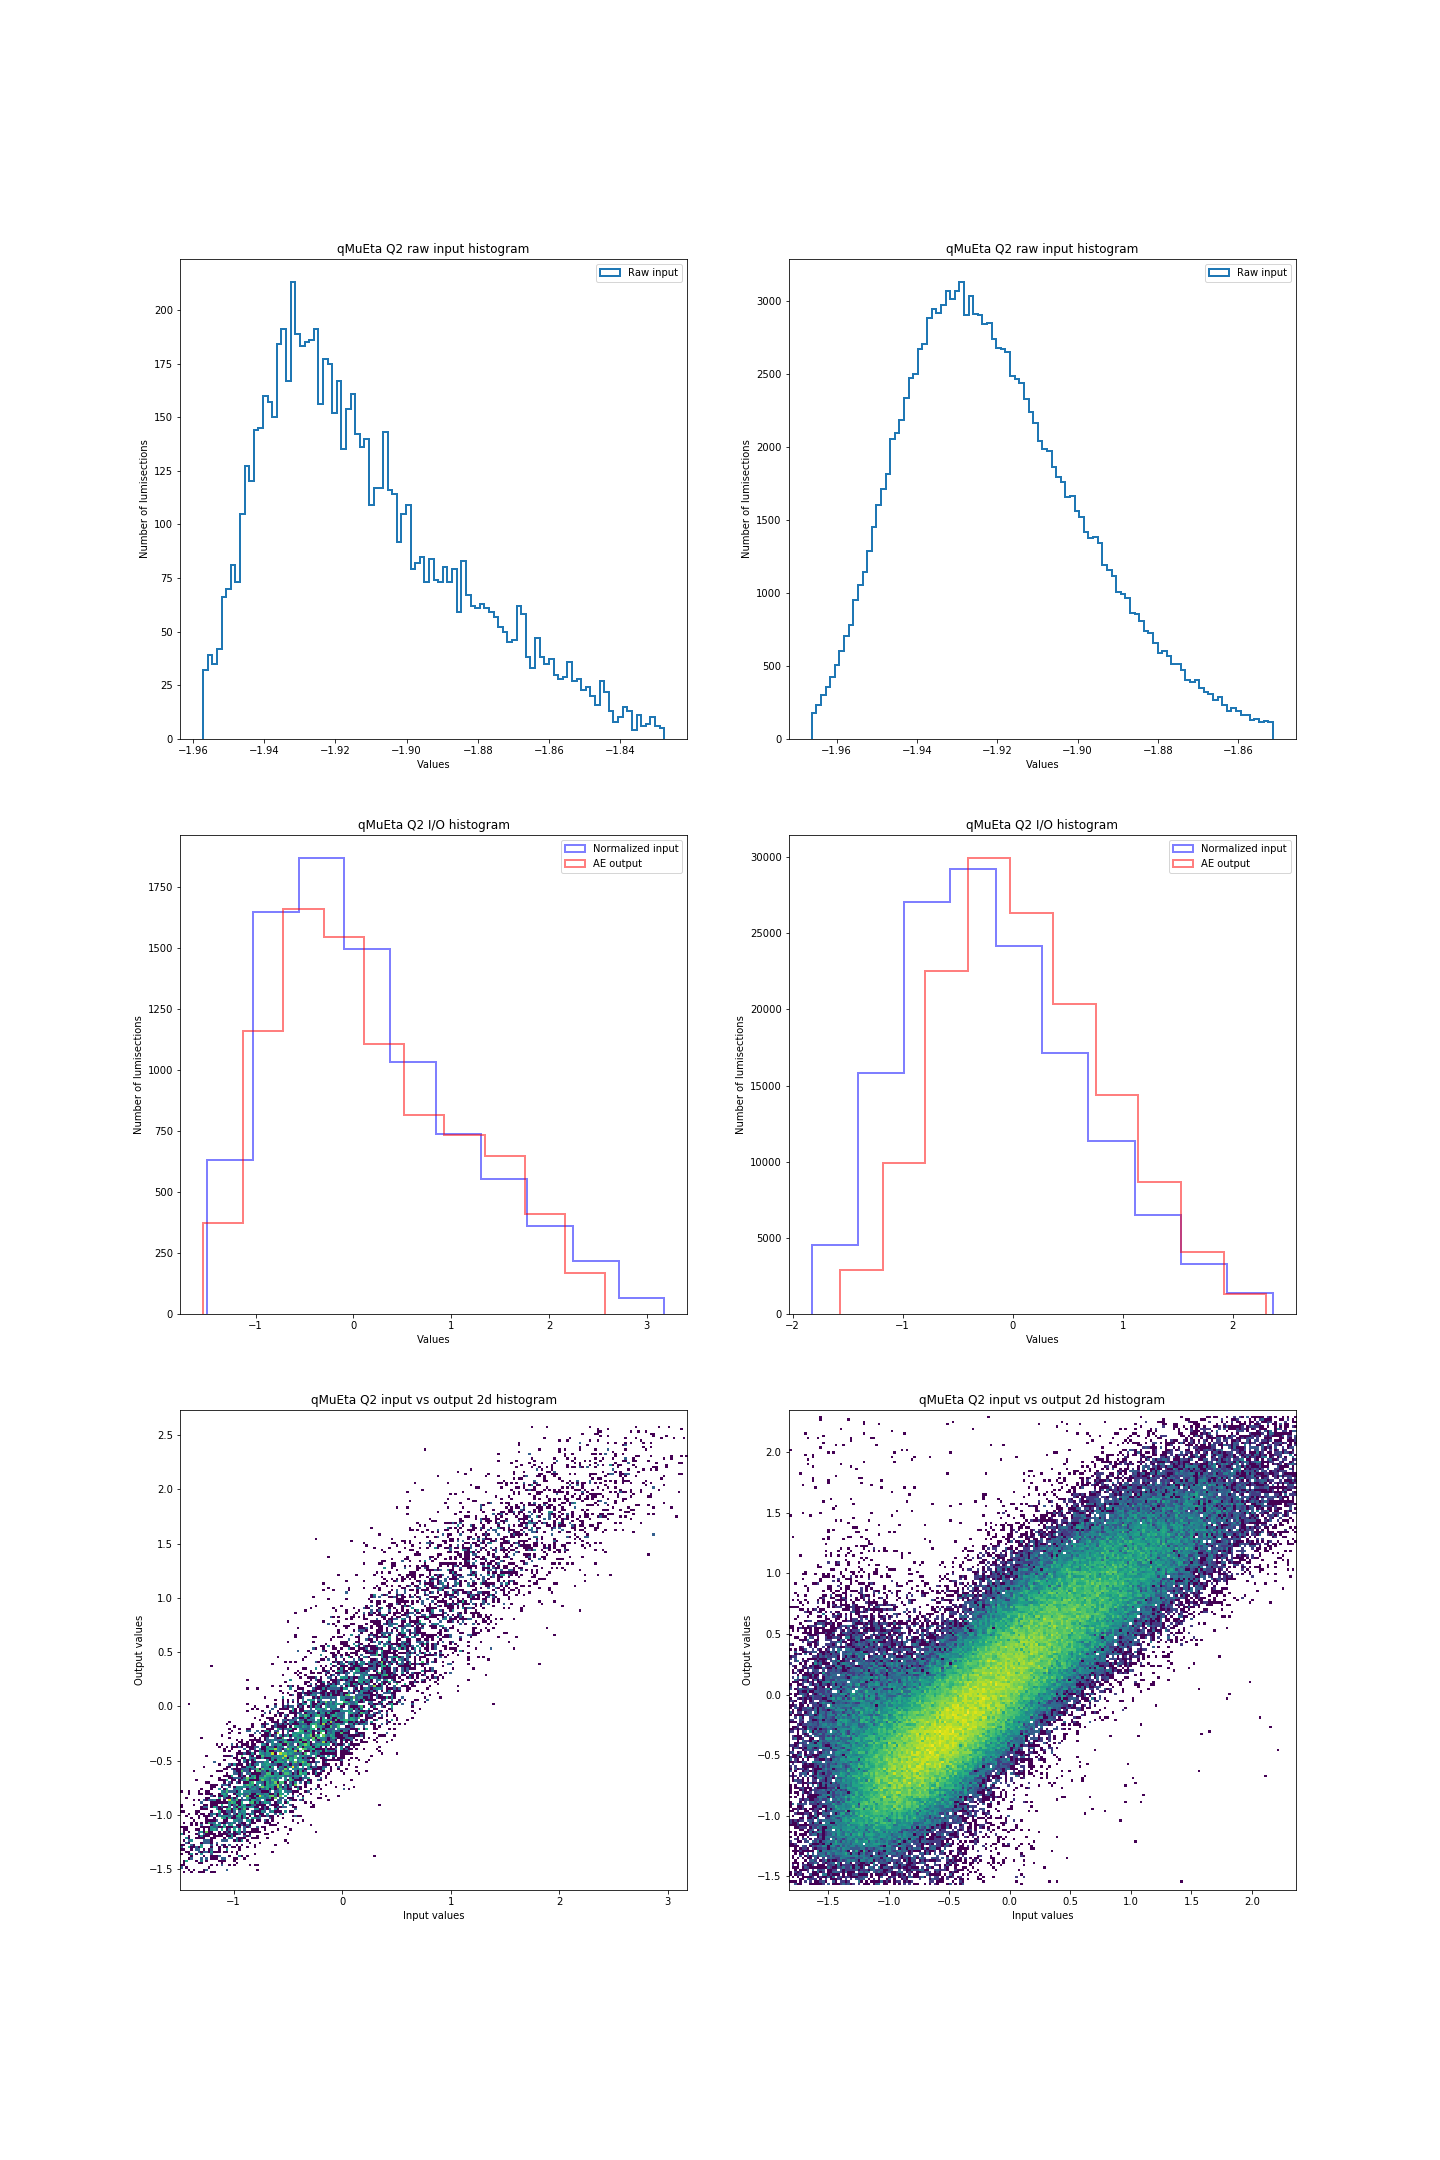 qMuEta Q2 raw input histogram
Raw input
Number of lumisections
200
175
150
125
100
75
50
25
0
−1.96 −1.94 −1.92 −1.90 −1.88 −1.86 −1.84
Values
qMuEta Q2 raw input histogram
Raw input
Number of lumisections
3000
2500
2000
1500
1000
500
0
−1.96 −1.94 −1.92 −1.90 −1.88 −1.86
Values
qMuEta Q2 I/O histogram
Normalized input
AE output
Number of lumisections
1750
1500
1250
1000
750
500
250
0
−1 0 1 2 3
Values
qMuEta Q2 I/O histogram
Normalized input
AE output
Number of lumisections
30000
25000
20000
15000
10000
5000
0
−2 −1 0 1 2
Values
qMuEta Q2 input vs output 2d histogram
Output values
2.5
2.0
1.5
1.0
0.5
0.0
−0.5
−1.0
−1.5
−1 0 1 2 3
Input values
qMuEta Q2 input vs output 2d histogram
Output values
2.0
1.5
1.0
0.5
0.0
−0.5
−1.0
−1.5
−1.5 −1.0 −0.5 0.0 0.5 1.0 1.5 2.0
Input values